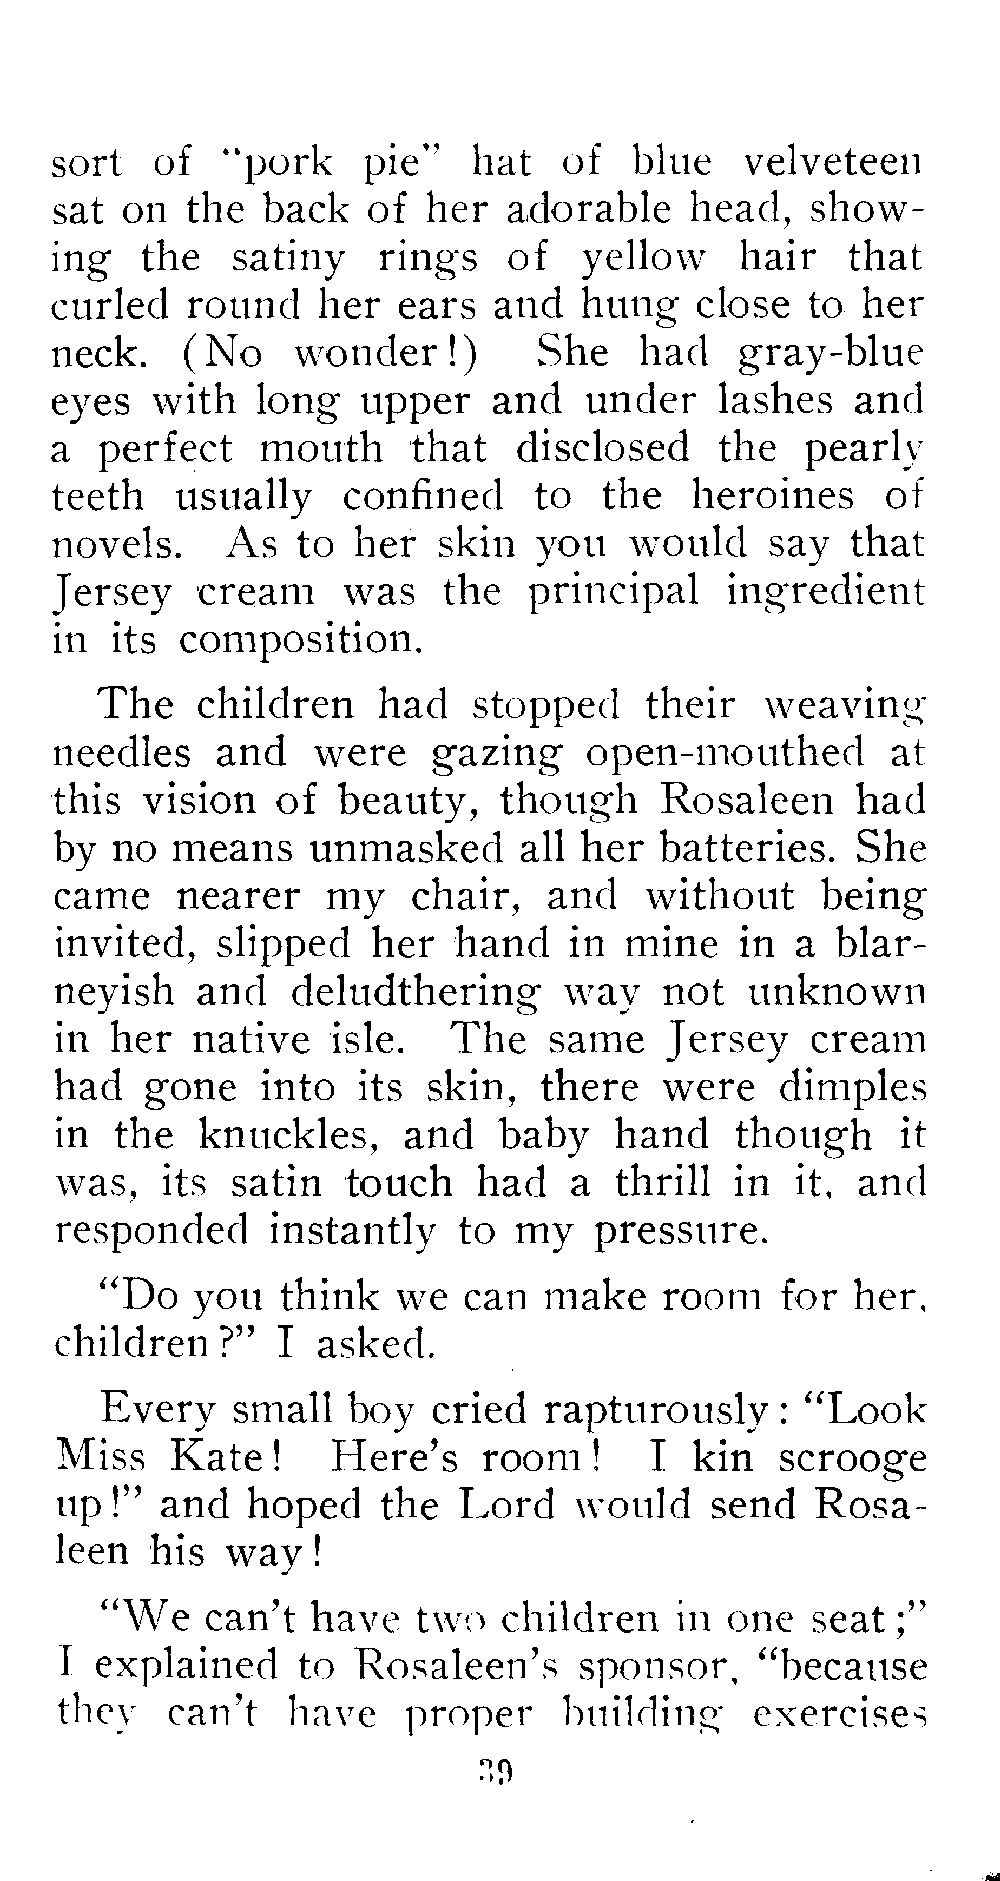 sort of "pork pie" hat of blue velveteen
sat on the back of her adorable head, show-
ing the satiny rings of yellow hair that
curled round her ears and hung close to her
neck. (No wonder!) She had gray-blue
eyes with long upper and under lashes and
a perfect mouth that disclosed the pearly
teeth usually confined to the heroines of
novels. As to her skin you would say that
Jersey cream was the principal ingredient
in its composition.
The children had stopped their weaving
needles and were gazing open-mouthed at
this vision of beauty, though Rosaleen had
by no means unmasked all her batteries. She
came nearer my chair, and without being
invited, slipped her hand in mine in a blar-
neyish and deludthering way not unknown
in her native isle. The same Jersey cream
had gone into its skin, there were dimples
in the knuckles, and baby hand though it
was, its satin touch had a thrill in it, and
responded instantly to my pressure.
"Do you think we can make room for her,
children?" I asked.
Every small boy cried rapturously: "Look
Miss Kate! Here's room! I kin scrooge
up!" and hoped the Lord would send Rosa-
leen his way!
"We can't have two children in one seat;"
I explained to Rosaleen's sponsor, "because
they can't have proper building exercises
39